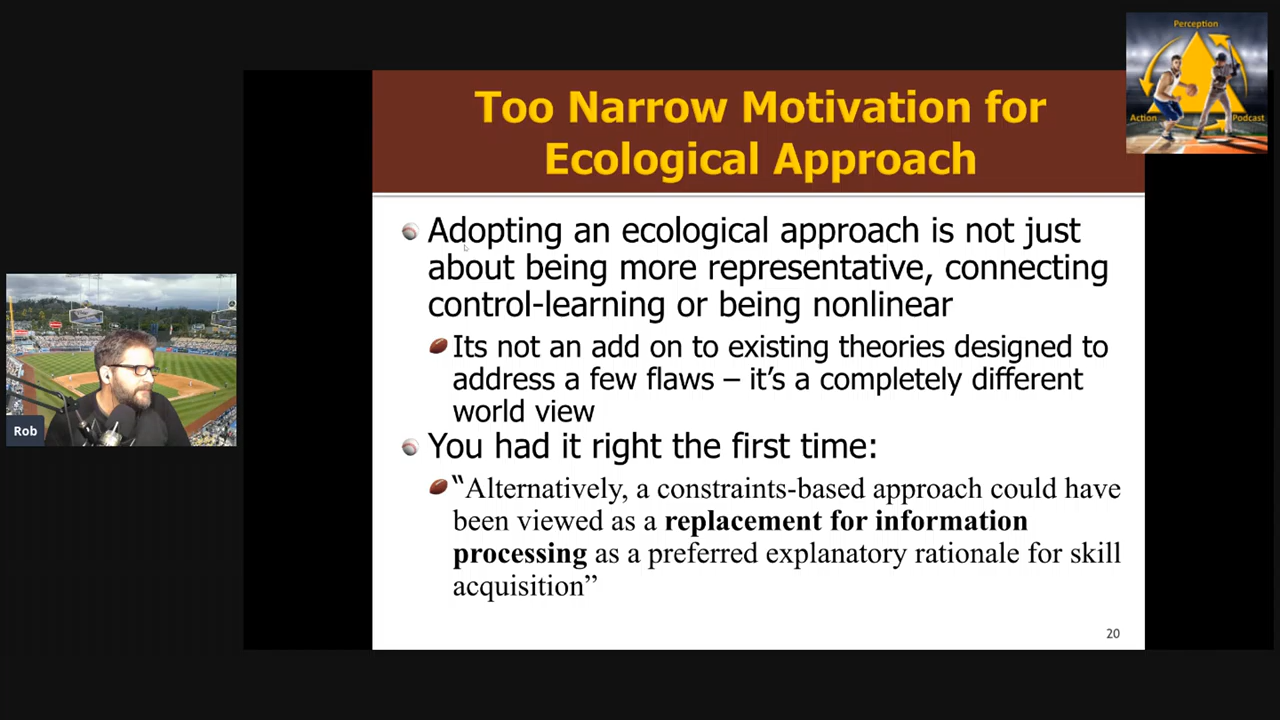 Perception
Action
Podcast
Too Narrow Motivation for
Ecological Approach
Adopting an ecological approach is not just
about being more representative, connecting
control-learning or being nonlinear
Its not an add on to existing theories designed to
address a few flaws – it’s a completely different
world view
You had it right the first time:
“Alternatively, a constraints-based approach could have
been viewed as a replacement for information
processing as a preferred explanatory rationale for skill
acquisition”
20
Rob